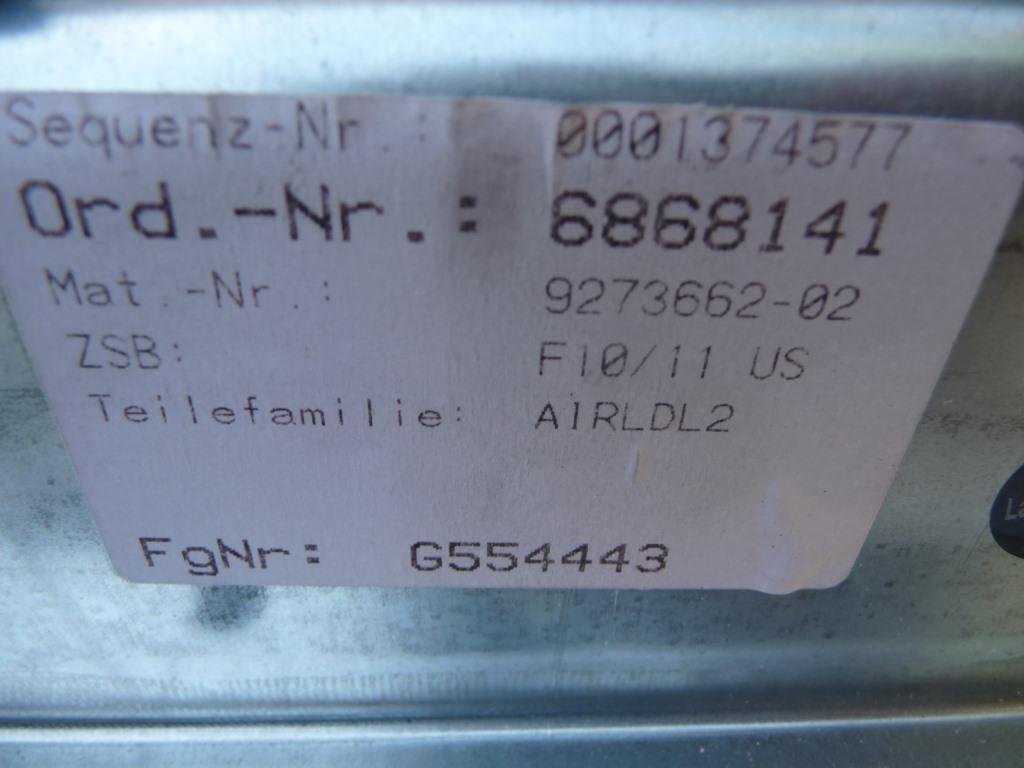 Sequenz-Nr : 0001374577
Ord.-Nr.: 6868141
Mat.-Nr.: 9273662-02
ZSB: F10/11 US
Teilefamilie: AIRLDL2
FgNr: G554443